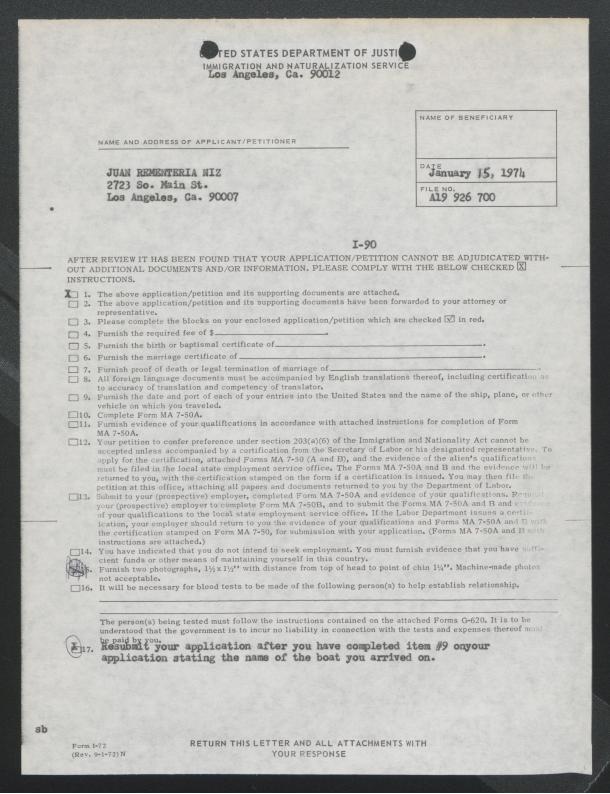 TED STATES DEPARTMENT OF JUSTI
IMMIGRATION AND NATURALIZATION SERVICE
Los Angeles, Ca. 90012
NAME OF BENEFICIARY
NAME AND ADDRESS OF APPLICANT/PETITIONER
DATE
January 15, 1974
FILE NO.
A19 926 700
JUAN REMENTERIA NIZ
2723 So. Main St.
Los Angeles, Ca. 90007
I-90
AFTER REVIEW IT HAS BEEN FOUND THAT YOUR APPLICATION/PETITION CANNOT BE ADJUDICATED WITH-
OUT ADDITIONAL DOCUMENTS AND/OR INFORMATION. PLEASE COMPLY WITH THE BELOW CHECKED X
INSTRUCTIONS.
X 1. The above application/petition and its supporting documents are attached.
2. The above application/petition and its supporting documents have been forwarded to your attorney or
representative.
3. Please complete the blocks on your enclosed application/petition which are checked ✓ in red.
4. Furnish the required fee of $ .
5. Furnish the birth or baptismal certificate of .
6. Furnish the marriage certificate of .
7. Furnish proof of death or legal termination of marriage of .
8. All foreign language documents must be accompanied by English translations thereof, including certification as
to accuracy of translation and competency of translator.
9. Furnish the date and port of each of your entries into the United States and the name of the ship, plane, or other
vehicle on which you traveled.
10. Complete Form MA 7-50A.
11. Furnish evidence of your qualifications in accordance with attached instructions for completion of Form
MA 7-50A.
12. Your petition to confer preference under section 203(a)(6) of the Immigration and Nationality Act cannot be
accepted unless accompanied by a certification from the Secretary of Labor or his designated representative. To
apply for the certification, attached Forms MA 7-50 (A and B), and the evidence of the alien's qualifications
must be filed in the local state employment service office. The Forms MA 7-50A and B and the evidence will be
returned to you, with the certification stamped on the form if a certification is issued. You may then file the
petition at this office, attaching all papers and documents returned to you by the Department of Labor.
13. Submit to your (prospective) employer, completed Form MA 7-50A and evidence of your qualifications.
your (prospective) employer to complete Form MA 7-50B, and to submit the Forms MA 7-50A and B and
of your qualifications to the local state employment service office. If the Labor Department issues a certif-
ication, your employer should return to you the evidence of your qualifications and Forms MA 7-50A and B with
the certification stamped on Form MA 7-50, for submission with your application. (Forms MA 7-50A and B with
instructions are attached.)
14. You have indicated that you do not intend to seek employment. You must furnish evidence that you have suffi-
cient funds or other means of maintaining yourself in this country.
5. Furnish two photographs, 1½ x 1½" with distance from top of head to point of chin 1¼". Machine-made photos
not acceptable.
16. It will be necessary for blood tests to be made of the following person(s) to help establish relationship.
The person(s) being tested must follow the instructions contained on the attached Forms G-620. It is to be
understood that the government is to incur no liability in connection with the tests and expenses thereof must
be paid by you.
X 17. Resubmit your application after you have completed item #9 onyour
application stating the name of the boat you arrived on.
sb
Form I-72
(Rev. 9-1-72) N
RETURN THIS LETTER AND ALL ATTACHMENTS WITH
YOUR RESPONSE